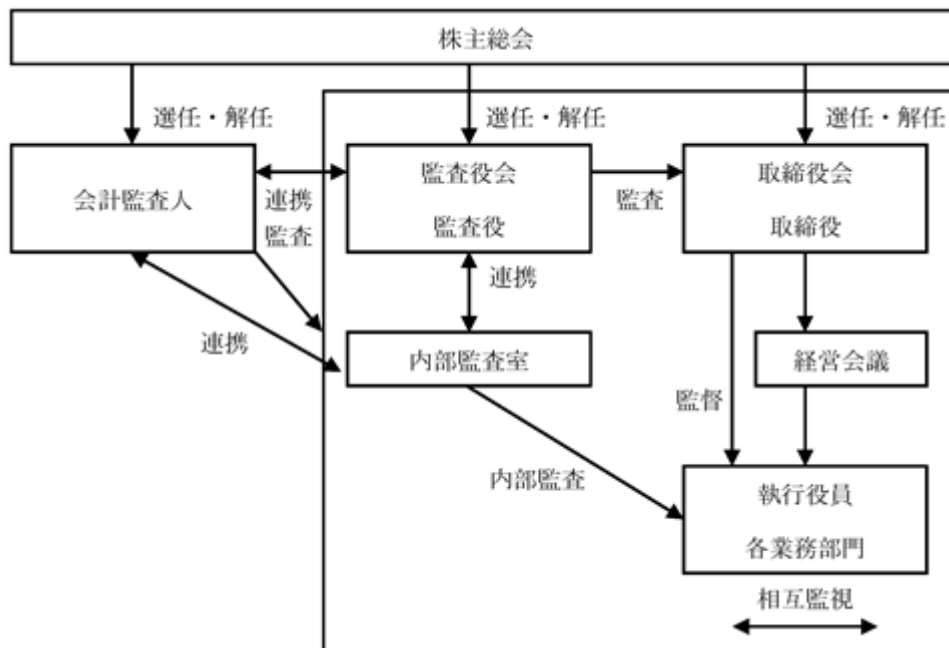 株主総会
選任・解任
選任・解任
選任・解任
会計監査人
連携
監査
監査役会
監査役
監査
取締役会
取締役
連携
連携
内部監査室
経営会議
監督
内部監査
執行役員
各業務部門
相互監視